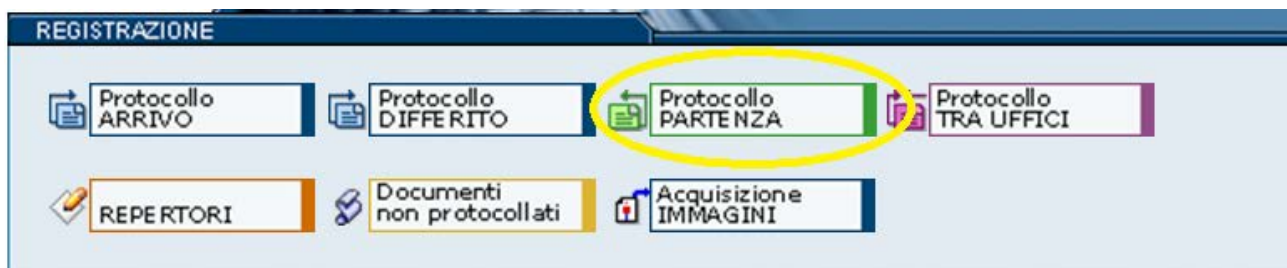 REGISTRAZIONE
Protocollo
ARRIVO
Protocollo
DIFFERITO
Protocollo
PARTENZA
Protocollo
TRA UFFICI
REPERTORI
Documenti
non protocollati
Acquisizione
IMMAGINI